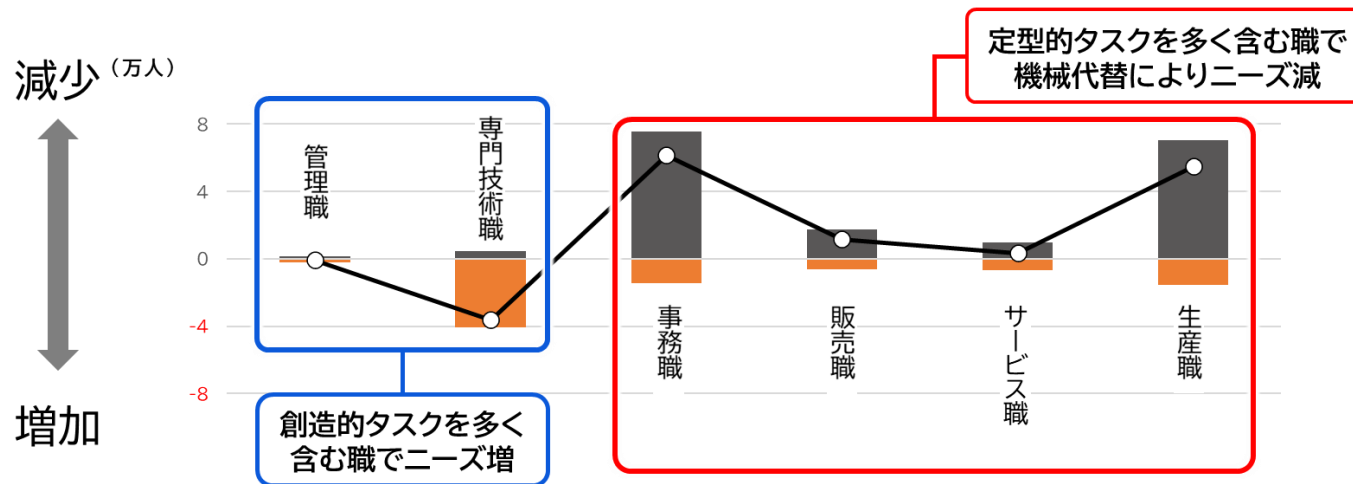 定型的タスクを多く含む職で
機械代替によりニーズ減
減少（万人）
8
4
0
-4
-8
増加
管理職
専門技術職
事務職
販売職
サービス職
生産職
創造的タスクを多く
含む職でニーズ増